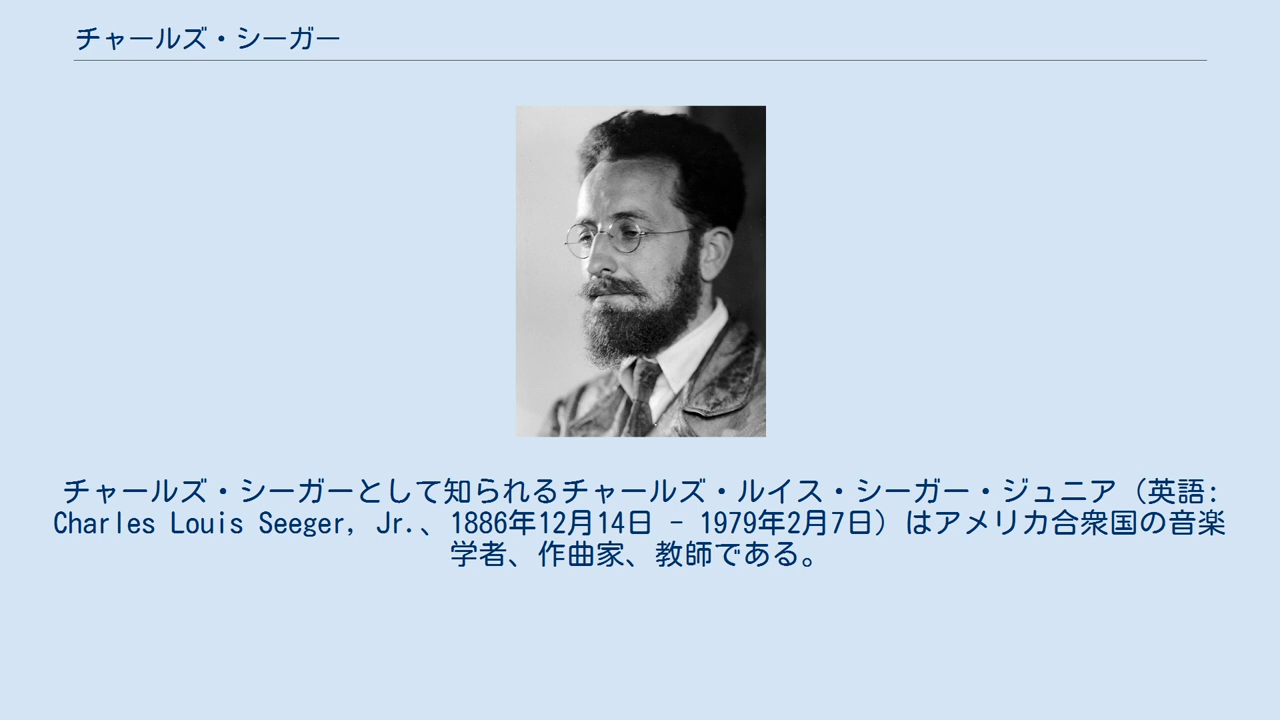 チャールズ・シーガー
チャールズ・シーガーとして知られるチャールズ・ルイス・シーガー・ジュニア（英語:
Charles Louis Seeger, Jr.、1886年12月14日 - 1979年2月7日）はアメリカ合衆国の音楽
学者、作曲家、教師である。